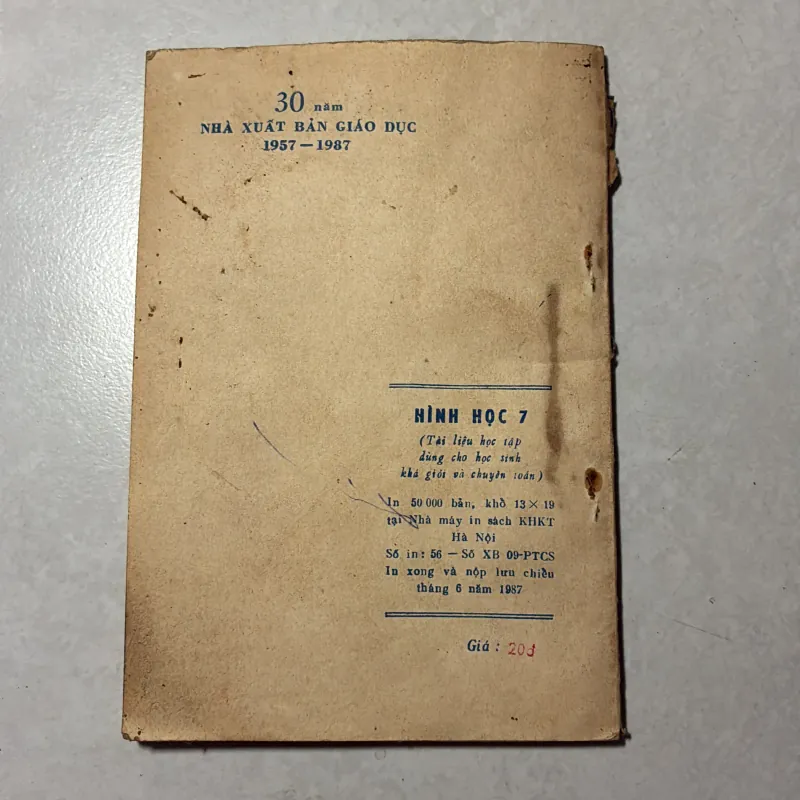 30 năm
NHÀ XUẤT BẢN GIÁO DỤC
1957 — 1987
HÌNH HỌC 7
(Tài liệu học tập
dùng cho học sinh
khá giỏi và chuyên toán)
In 50 000 bản, khổ 13 × 19
tại Nhà máy in sách KHKT
Hà Nội
Số in: 56 — Số XB 09-PTCS
In xong và nộp lưu chiểu
tháng 6 năm 1987
Giá : 20đ